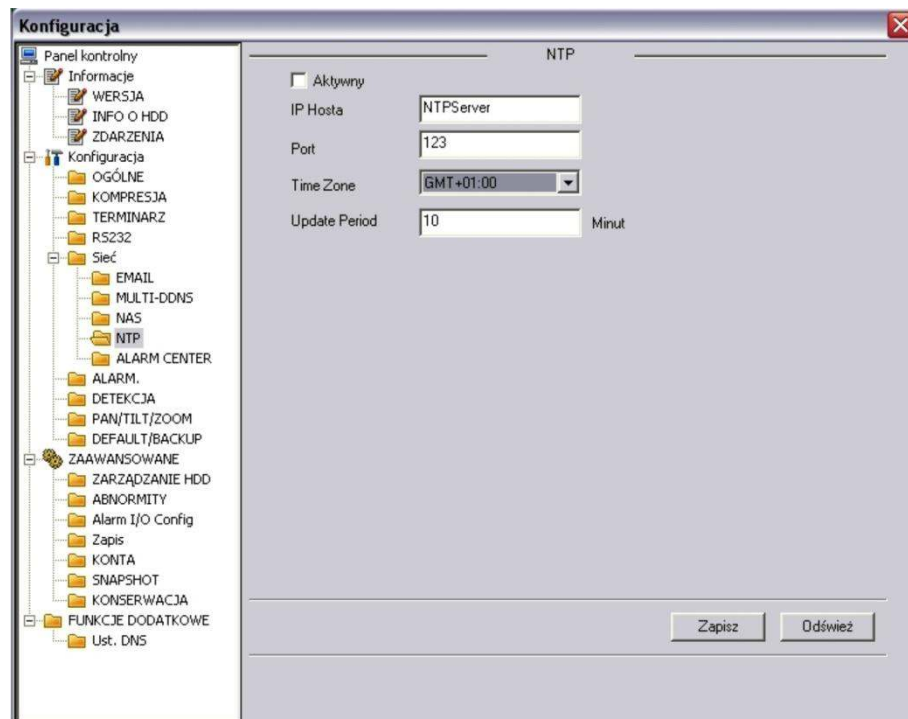 Konfiguracja
Panel kontrolny
Informacje
WERSJA
INFO O HDD
ZDARZENIA
Konfiguracja
OGÓLNE
KOMPRESJA
TERMINARZ
RS232
Sieć
EMAIL
MULTI-DDNS
NAS
NTP
ALARM CENTER
ALARM.
DETEKCJA
PAN/TILT/ZOOM
DEFAULT/BACKUP
ZAAWANSOWANE
ZARZĄDZANIE HDD
ABNORMITY
Alarm I/O Config
Zapis
KONTA
SNAPSHOT
KONSERWACJA
FUNKCJE DODATKOWE
Ust. DNS
NTP
Aktywny
IP Hosta NTPServer
Port 123
Time Zone GMT+01:00
Update Period 10 Minut
Zapisz Odśwież